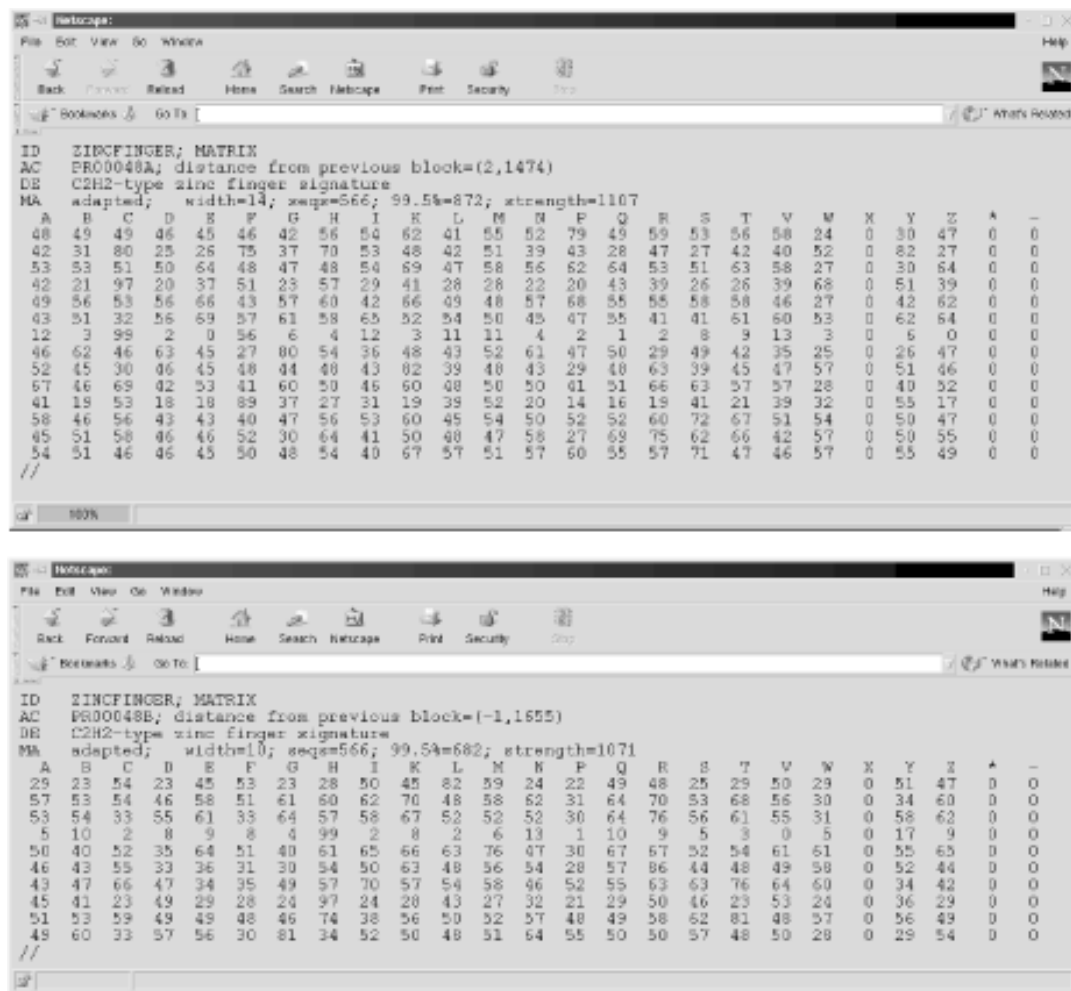 Netscape:
File Edit View Go Window Help
Back Forward Reload Home Search Netscape Print Security Stop
Bookmarks Go To: What's Related
ID ZINCFINGER; MATRIX
AC PR00048A; distance from previous block=(2,1474)
DE C2H2-type zinc finger signature
MA adapted; width=14; seqs=566; 99.5%=872; strength=1107
A B C D E F G H I K L M N P Q R S T V W X Y Z * -
48 49 49 46 45 46 42 56 54 62 41 55 52 79 49 59 53 56 58 24 0 30 47 0 0
42 31 80 25 26 75 37 70 53 48 42 51 39 43 28 47 27 42 40 52 0 82 27 0 0
53 53 51 50 64 48 47 48 54 69 47 58 56 62 64 53 51 63 58 27 0 30 64 0 0
42 21 97 20 37 51 23 57 29 41 28 28 22 20 43 39 26 26 39 68 0 51 39 0 0
49 56 53 56 66 43 57 60 42 66 49 48 57 68 55 55 58 58 46 27 0 42 62 0 0
43 51 32 56 69 57 61 58 65 52 54 50 45 47 55 41 41 61 60 53 0 62 64 0 0
12 3 99 2 0 56 6 4 12 3 11 11 4 2 1 2 8 9 13 3 0 6 0 0 0
46 62 46 63 45 27 80 54 36 48 43 52 61 47 50 29 49 42 35 25 0 26 47 0 0
52 45 30 46 45 48 44 48 43 82 39 48 43 29 48 63 39 45 47 57 0 51 46 0 0
67 46 69 42 53 41 60 50 46 60 48 50 50 41 51 66 63 57 57 28 0 40 52 0 0
41 19 53 18 18 89 37 27 31 19 39 52 20 14 16 19 41 21 39 32 0 55 17 0 0
58 46 56 43 43 40 47 56 53 60 45 54 50 52 52 60 72 67 51 54 0 50 47 0 0
45 51 58 46 46 52 30 64 41 50 48 47 58 27 69 75 62 66 42 57 0 50 55 0 0
54 51 46 46 45 50 48 54 40 67 57 51 57 60 55 57 71 47 46 57 0 55 49 0 0
//
100%
Netscape:
File Edit View Go Window Help
Back Forward Reload Home Search Netscape Print Security Stop
Bookmarks Go To: What's Related
ID ZINCFINGER; MATRIX
AC PR00048B; distance from previous block=(-1,1655)
DE C2H2-type zinc finger signature
MA adapted; width=10; seqs=566; 99.5%=682; strength=1071
A B C D E F G H I K L M N P Q R S T V W X Y Z * -
29 23 54 23 45 53 23 28 50 45 82 59 24 22 49 48 25 29 50 29 0 51 47 0 0
57 53 54 46 58 51 61 60 62 70 48 58 62 31 64 70 53 68 56 30 0 34 60 0 0
53 54 33 55 61 33 64 57 58 67 52 52 52 30 64 76 56 61 55 31 0 58 62 0 0
5 10 2 8 9 8 4 99 2 8 2 6 13 1 10 9 5 3 0 5 0 17 9 0 0
50 40 52 35 64 51 40 61 65 66 63 76 47 30 67 67 52 54 61 61 0 55 65 0 0
46 43 55 33 36 31 30 54 50 63 48 56 54 28 57 86 44 48 49 58 0 52 44 0 0
43 47 66 47 34 35 49 57 70 57 54 58 46 52 55 63 63 76 64 60 0 34 42 0 0
45 41 23 49 29 28 24 97 24 28 43 27 32 21 29 50 46 23 53 24 0 36 29 0 0
51 53 59 49 49 48 46 74 38 56 50 52 57 48 49 58 62 81 48 57 0 56 49 0 0
49 60 33 57 56 30 81 34 52 50 48 51 64 55 50 50 57 48 50 28 0 29 54 0 0
//